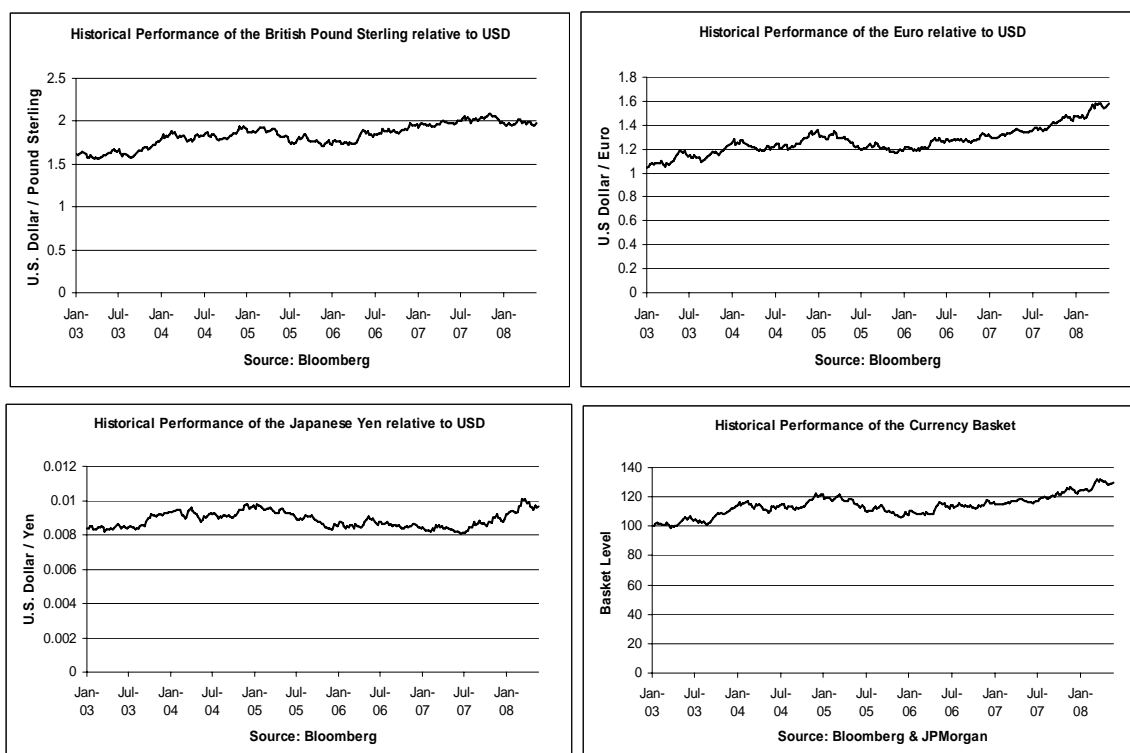 Historical Performance of the British Pound Sterling relative to USD
U.S. Dollar / Pound Sterling
2.5
2
1.5
1
0.5
0
Jan- Jul- Jan- Jul- Jan- Jul- Jan- Jul- Jan- Jul- Jan-
03 03 04 04 05 05 06 06 07 07 08
Source: Bloomberg
Historical Performance of the Euro relative to USD
U.S Dollar / Euro
1.8
1.6
1.4
1.2
1
0.8
0.6
0.4
0.2
0
Jan- Jul- Jan- Jul- Jan- Jul- Jan- Jul- Jan- Jul- Jan-
03 03 04 04 05 05 06 06 07 07 08
Source: Bloomberg
Historical Performance of the Japanese Yen relative to USD
U.S. Dollar / Yen
0.012
0.01
0.008
0.006
0.004
0.002
0
Jan- Jul- Jan- Jul- Jan- Jul- Jan- Jul- Jan- Jul- Jan-
03 03 04 04 05 05 06 06 07 07 08
Source: Bloomberg
Historical Performance of the Currency Basket
Basket Level
140
120
100
80
60
40
20
0
Jan- Jul- Jan- Jul- Jan- Jul- Jan- Jul- Jan- Jul- Jan-
03 03 04 04 05 05 06 06 07 07 08
Source: Bloomberg & JPMorgan